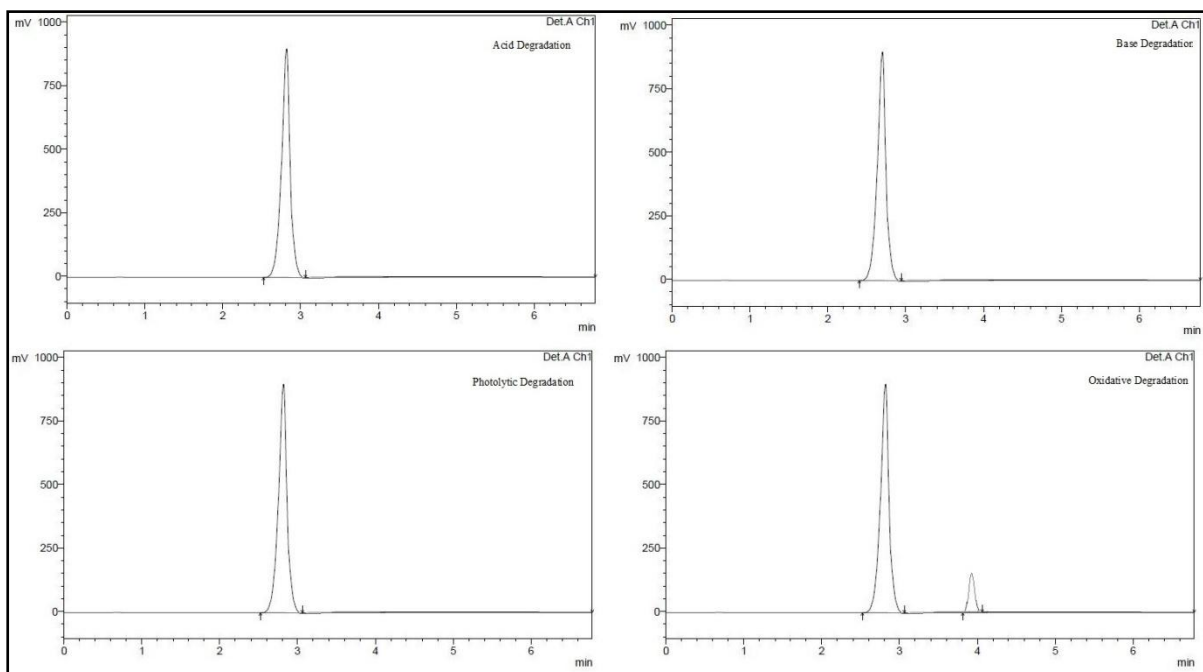 mV 1000 Det.A Ch1
Acid Degradation
750
500
250
0
0 1 2 3 4 5 6
min
mV 1000 Det.A Ch1
Base Degradation
750
500
250
0
0 1 2 3 4 5 6
min
mV 1000 Det.A Ch1
Photolytic Degradation
750
500
250
0
0 1 2 3 4 5 6
min
mV 1000 Det.A Ch1
Oxidative Degradation
750
500
250
0
0 1 2 3 4 5 6
min